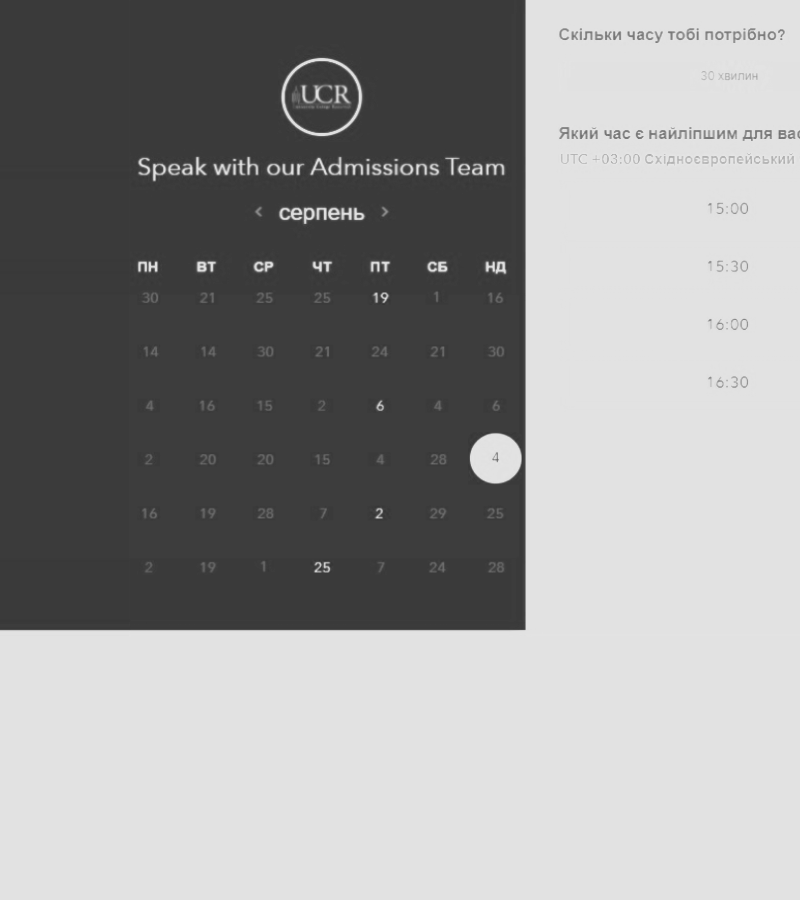 UCR
Speak with our Admissions Team
серпень
ПН ВТ СР ЧТ ПТ СБ НД
30 21 25 25 19 1 16
14 14 30 21 24 21 30
4 16 15 2 6 4 6
2 20 20 15 4 28 4
16 19 28 7 2 29 25
2 19 1 25 7 24 28
Скільки часу тобі потрібно?
30 хвилин
Який час є найліпшим для вас
UTC +03:00 Східноєвропейський
15:00
15:30
16:00
16:30